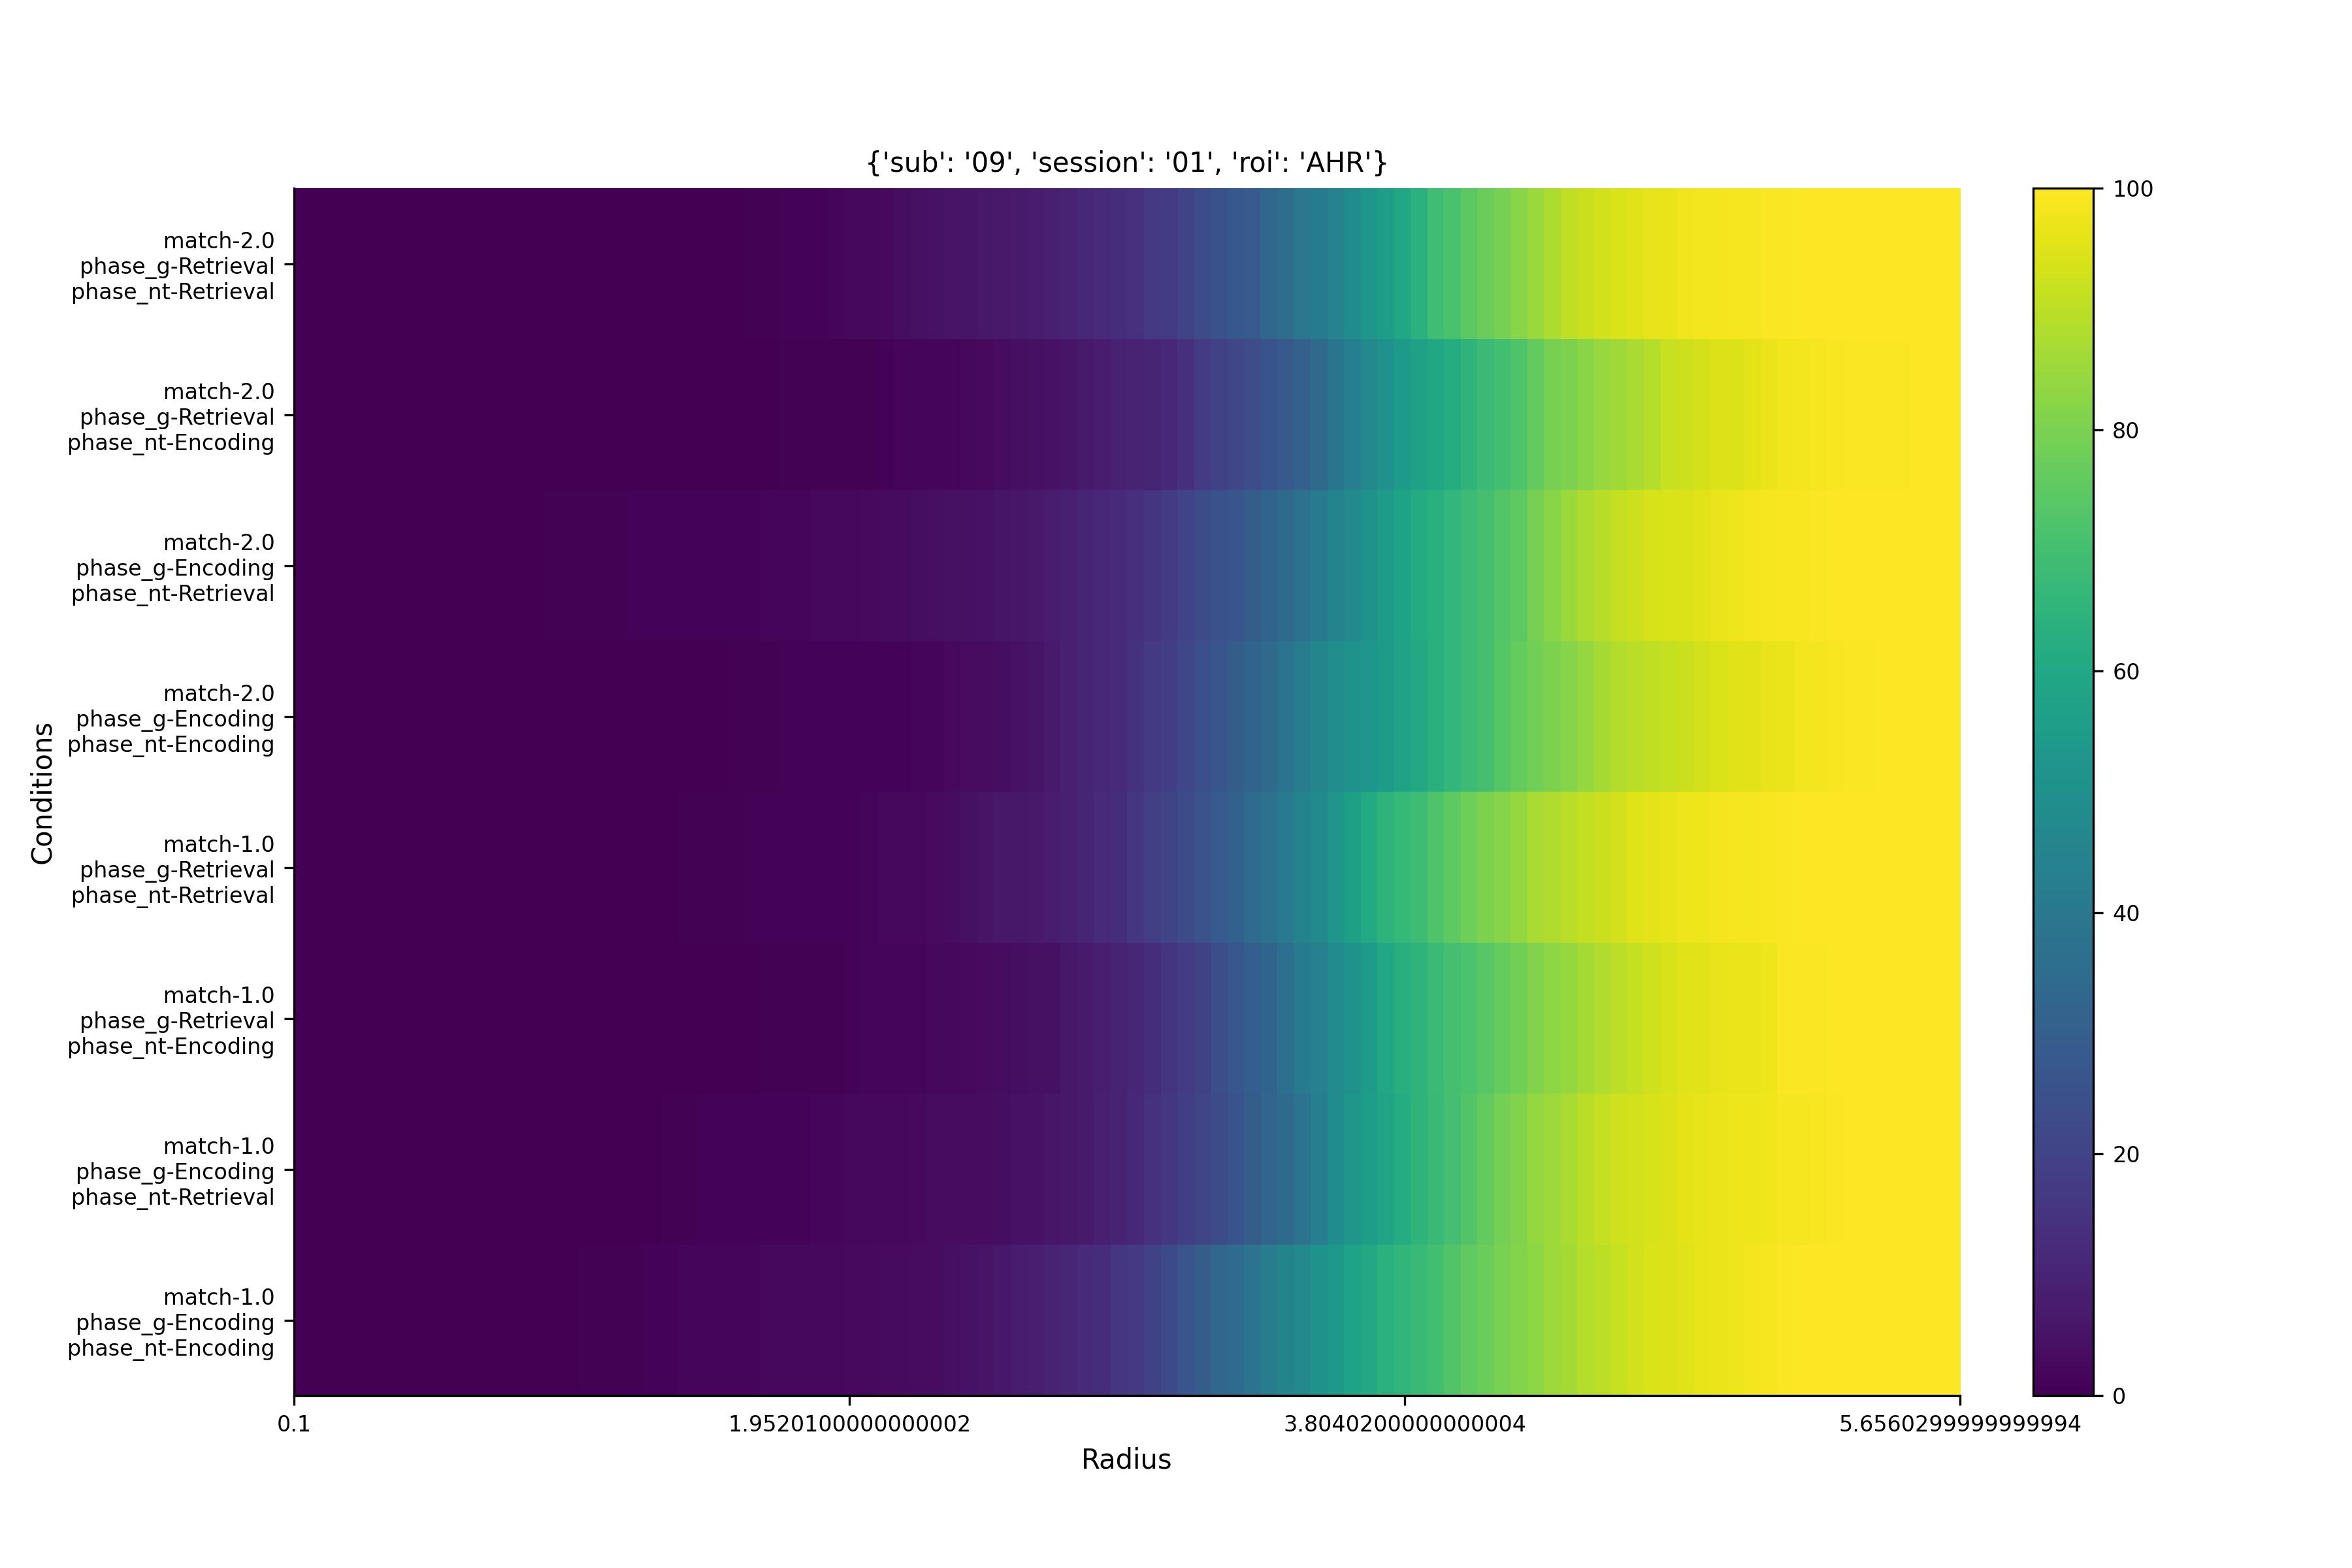 {'sub': '09', 'session': '01', 'roi': 'AHR'}
Conditions
match-2.0
phase_g-Retrieval
phase_nt-Retrieval
match-2.0
phase_g-Retrieval
phase_nt-Encoding
match-2.0
phase_g-Encoding
phase_nt-Retrieval
match-2.0
phase_g-Encoding
phase_nt-Encoding
match-1.0
phase_g-Retrieval
phase_nt-Retrieval
match-1.0
phase_g-Retrieval
phase_nt-Encoding
match-1.0
phase_g-Encoding
phase_nt-Retrieval
match-1.0
phase_g-Encoding
phase_nt-Encoding
0.1
1.9520100000000002
3.8040200000000004
5.6560299999999994
Radius
100
80
60
40
20
0